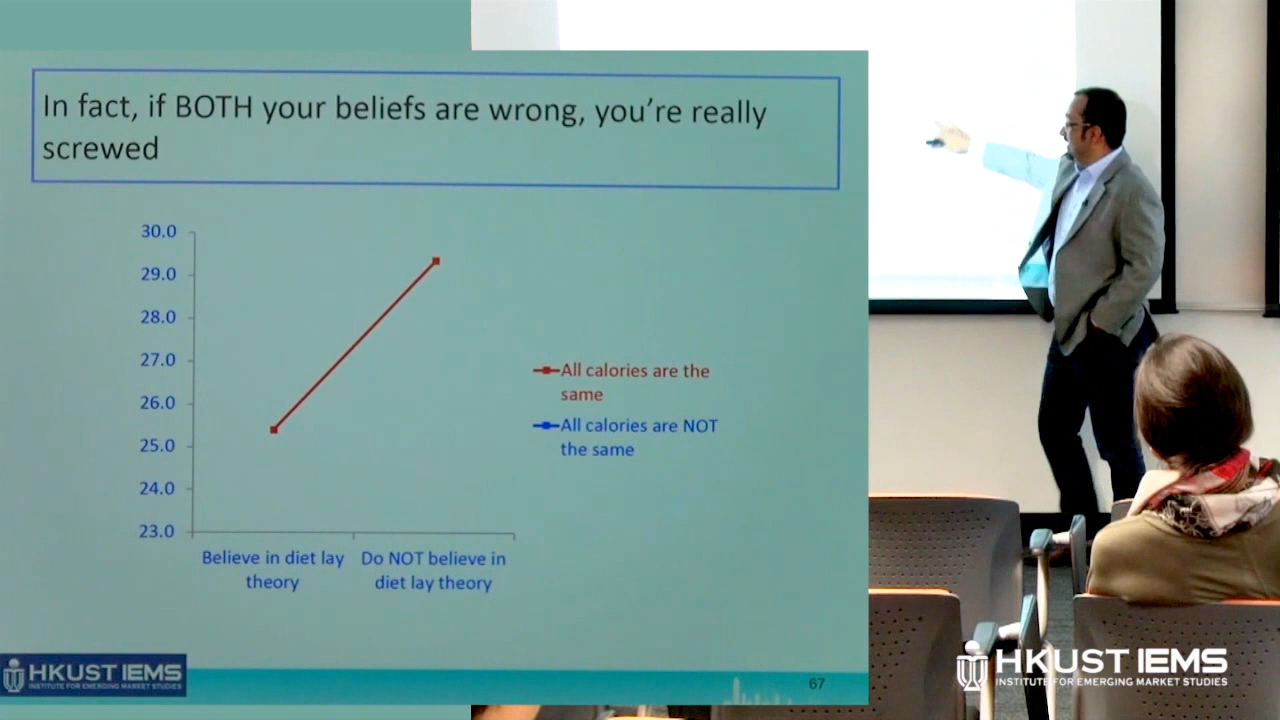 In fact, if BOTH your beliefs are wrong, you're really
screwed
30.0
29.0
28.0
27.0
26.0
25.0
24.0
23.0
Believe in diet lay
theory
Do NOT believe in
diet lay theory
All calories are the
same
All calories are NOT
the same
HKUST IEMS
INSTITUTE FOR EMERGING MARKET STUDIES
67
HKUST IEMS
INSTITUTE FOR EMERGING MARKET STUDIES